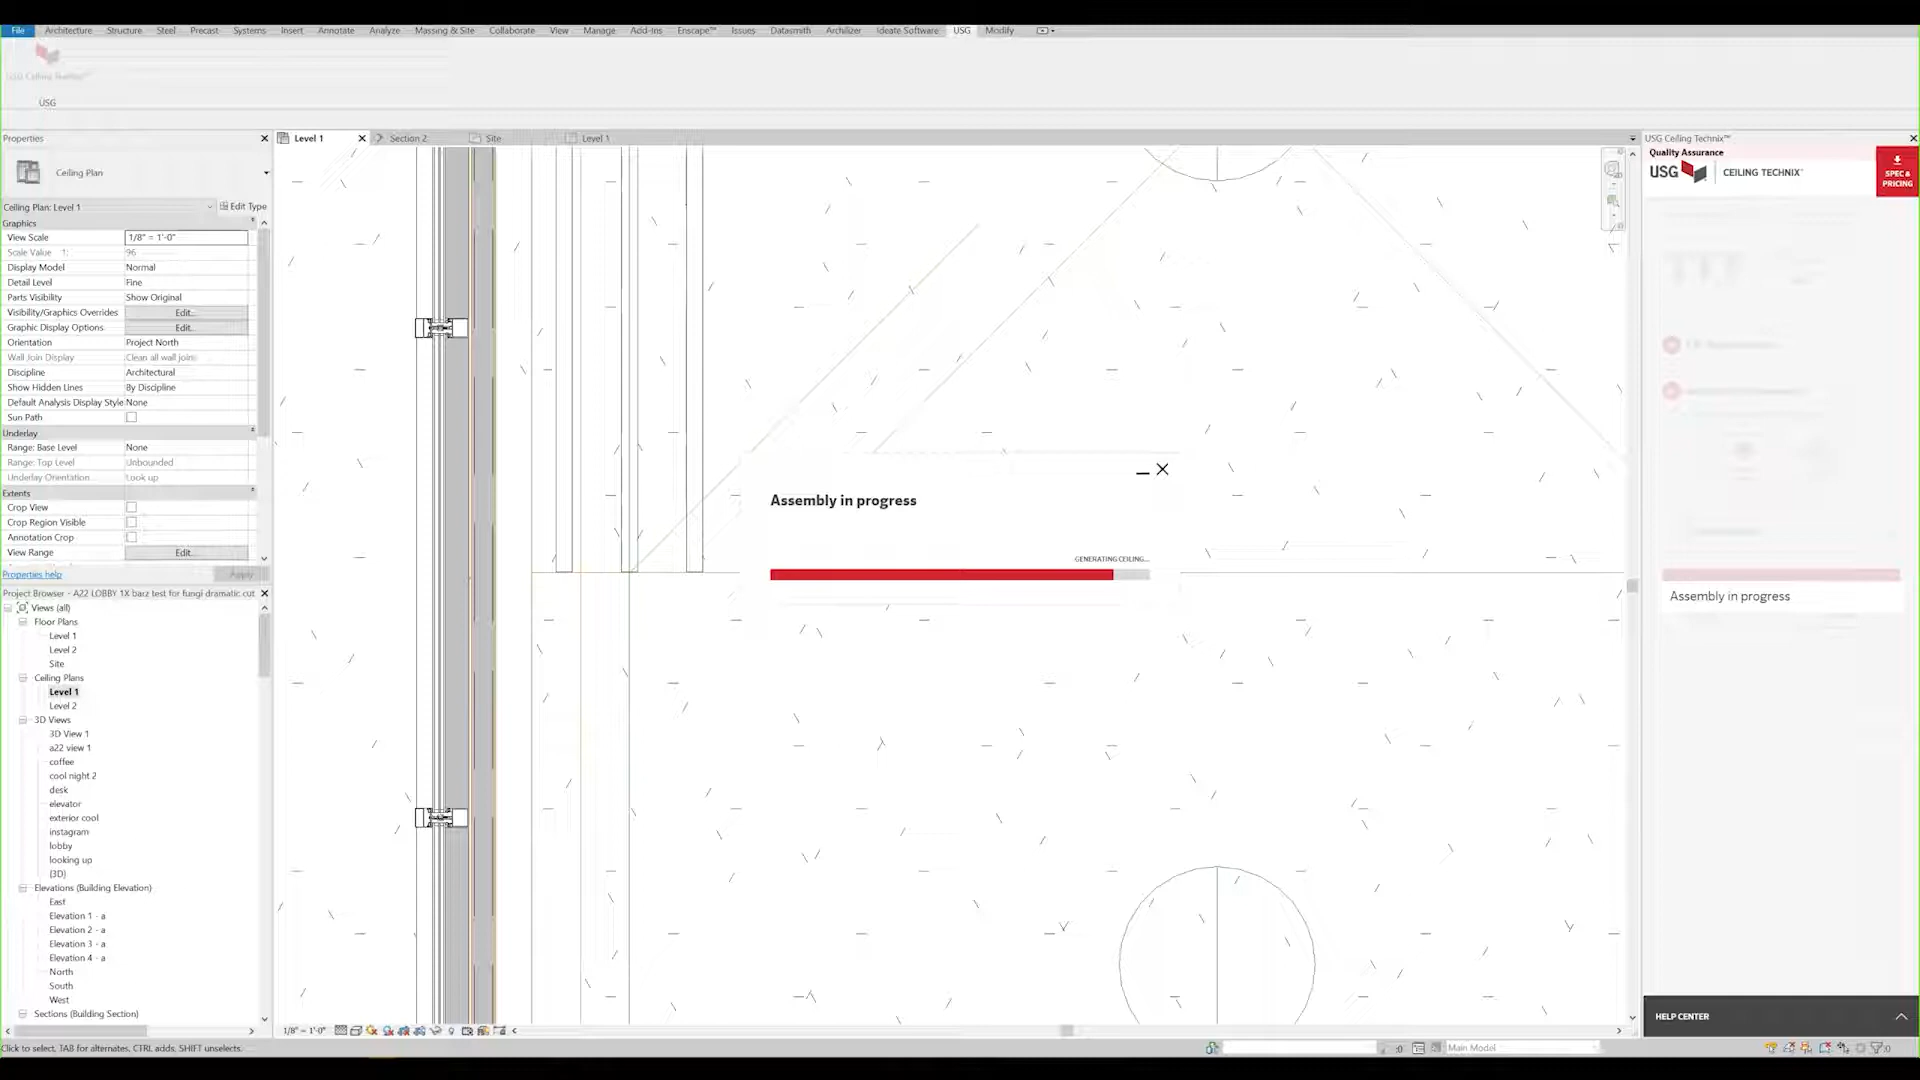 File Architecture Structure Steel Precast Systems Insert Annotate Analyze Massing & Site Collaborate View Manage Add-Ins Enscape™ Issues Datasmith Archilizer Ideate Software USG Modify
USG Ceiling Technix™
USG
Properties
Ceiling Plan
Ceiling Plan: Level 1
Edit Type
Graphics
View Scale 1/8" = 1'-0"
Scale Value 1: 96
Display Model Normal
Detail Level Fine
Parts Visibility Show Original
Visibility/Graphics Overrides Edit...
Graphic Display Options Edit...
Orientation Project North
Wall Join Display Clean all wall joins
Discipline Architectural
Show Hidden Lines By Discipline
Default Analysis Display Style None
Sun Path
Underlay
Range: Base Level None
Range: Top Level Unbounded
Underlay Orientation Look up
Extents
Crop View
Crop Region Visible
Annotation Crop
View Range Edit...
Properties help Apply
Project Browser - A22 LOBBY 1X barz test for fungi dramatic cut
Views (all)
Floor Plans
Level 1
Level 2
Site
Ceiling Plans
Level 1
Level 2
3D Views
3D View 1
a22 view 1
coffee
cool night 2
desk
elevator
exterior cool
instagram
lobby
looking up
{3D}
Elevations (Building Elevation)
East
Elevation 1 - a
Elevation 2 - a
Elevation 3 - a
Elevation 4 - a
North
South
West
Sections (Building Section)
Level 1 Section 2 Site Level 1
Assembly in progress
GENERATING CEILING...
USG Ceiling Technix™
Quality Assurance
USG CEILING TECHNIX™
SPEC &
PRICING
Assembly in progress
HELP CENTER
1/8" = 1'-0"
Click to select, TAB for alternates, CTRL adds, SHIFT unselects.
:0
Main Model
:0